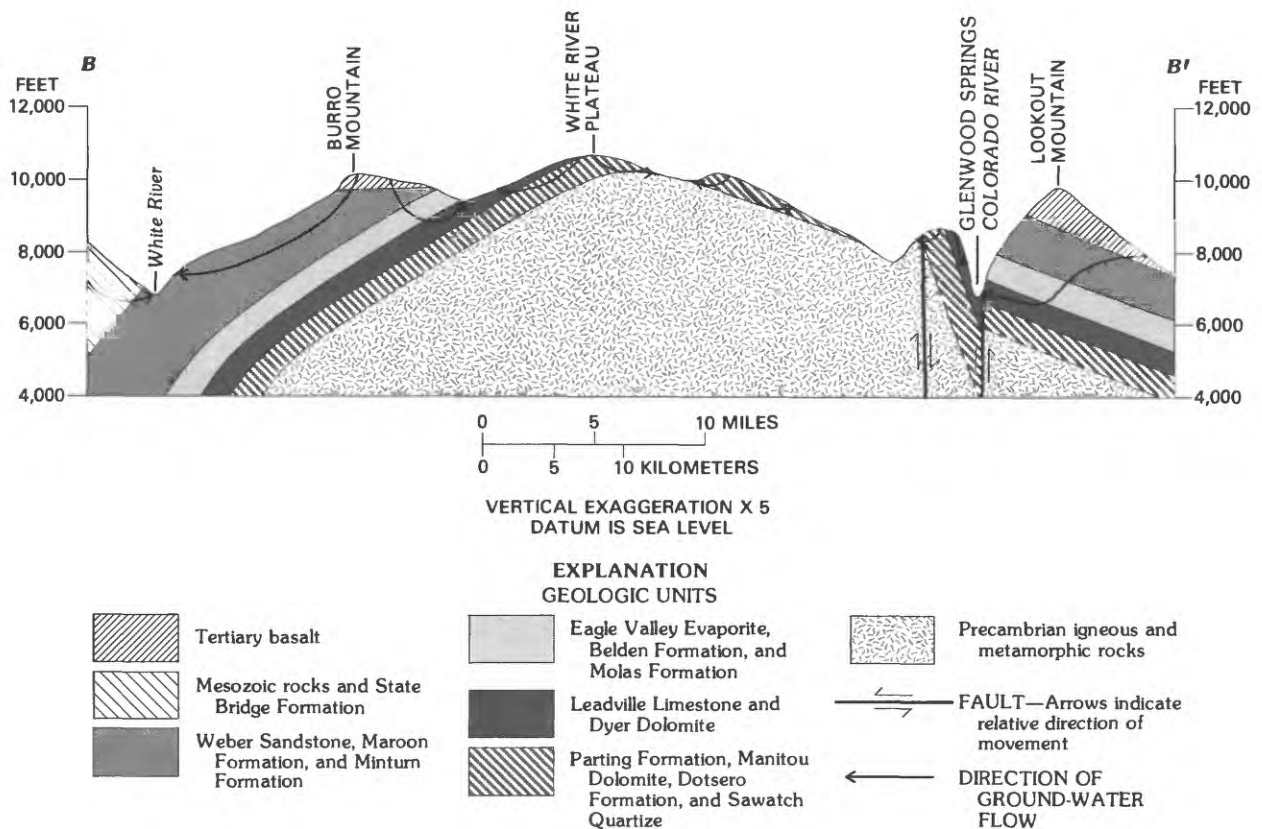 B
FEET
12,000
10,000
8,000
6,000
4,000
White River
BURRO
MOUNTAIN
WHITE RIVER
PLATEAU
GLENWOOD SPRINGS
COLORADO RIVER
LOOKOUT
MOUNTAIN
B'
FEET
12,000
10,000
8,000
6,000
4,000
0 5 10 MILES
0 5 10 KILOMETERS
VERTICAL EXAGGERATION X 5
DATUM IS SEA LEVEL
EXPLANATION
GEOLOGIC UNITS
Tertiary basalt
Mesozoic rocks and State
Bridge Formation
Weber Sandstone, Maroon
Formation, and Minturn
Formation
Eagle Valley Evaporite,
Belden Formation, and
Molas Formation
Leadville Limestone and
Dyer Dolomite
Parting Formation, Manitou
Dolomite, Dotsero
Formation, and Sawatch
Quartize
Precambrian igneous and
metamorphic rocks
FAULT—Arrows indicate
relative direction of
movement
DIRECTION OF
GROUND-WATER
FLOW